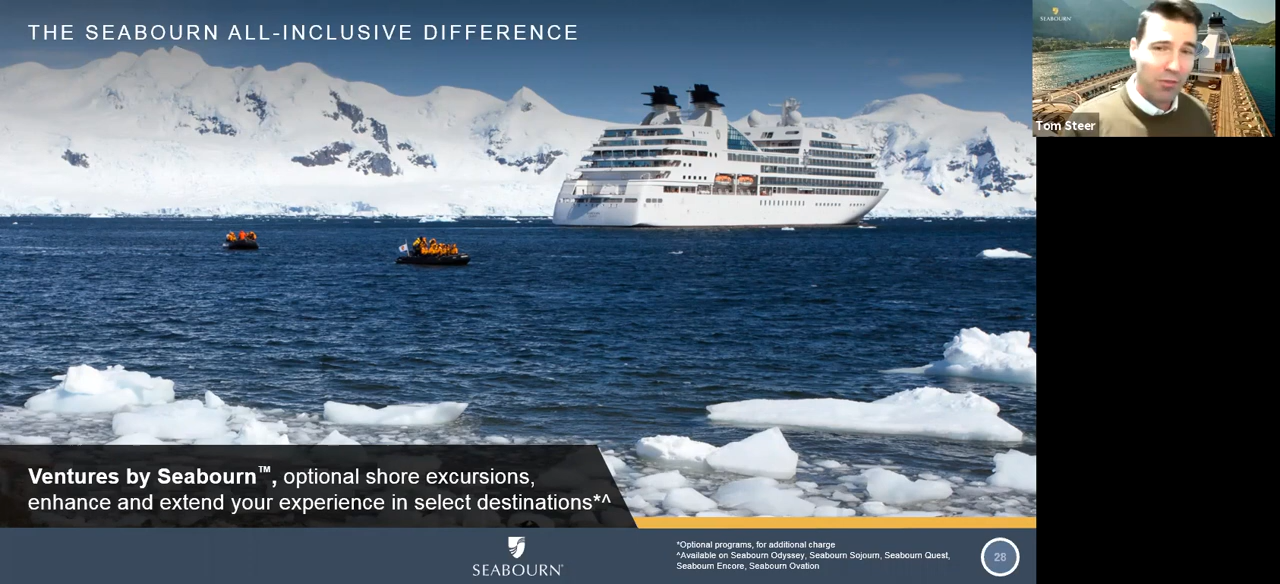 THE SEABOURN ALL-INCLUSIVE DIFFERENCE
SEABOURN
Tom Steer
Ventures by Seabourn™, optional shore excursions,
enhance and extend your experience in select destinations*^
SEABOURN®
*Optional programs, for additional charge
^Available on Seabourn Odyssey, Seabourn Sojourn, Seabourn Quest,
Seabourn Encore, Seabourn Ovation
28